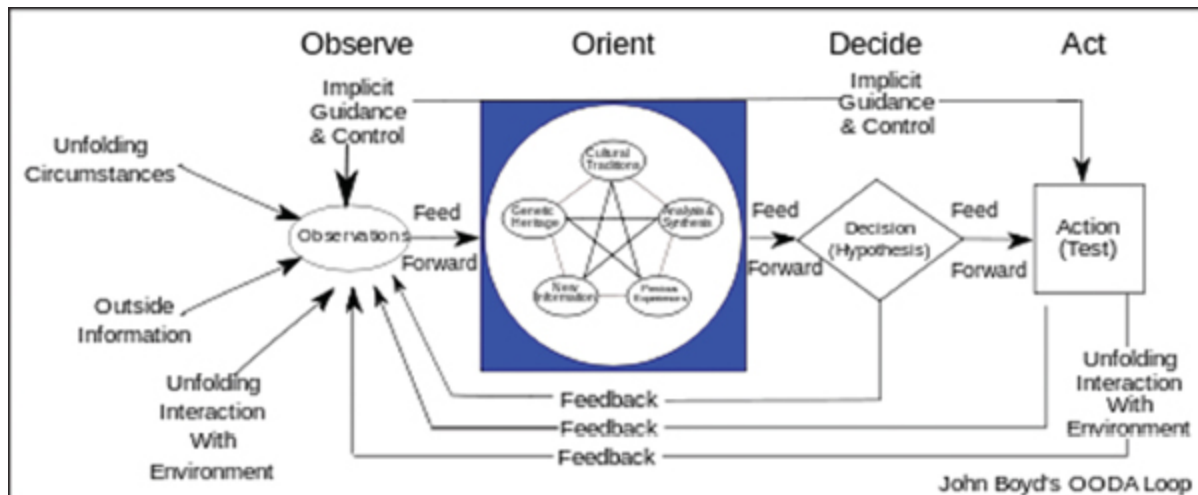 Observe
Orient
Decide
Act
Implicit
Guidance
& Control
Implicit
Guidance
& Control
Unfolding
Circumstances
Cultural
Traditions
Genetic
Heritage
Analysis &
Synthesis
New
Information
Previous
Experiences
Observations
Feed
Forward
Feed
Forward
Decision
(Hypothesis)
Feed
Forward
Action
(Test)
Outside
Information
Unfolding
Interaction
With
Environment
Feedback
Feedback
Feedback
Unfolding
Interaction
With
Environment
John Boyd's OODA Loop